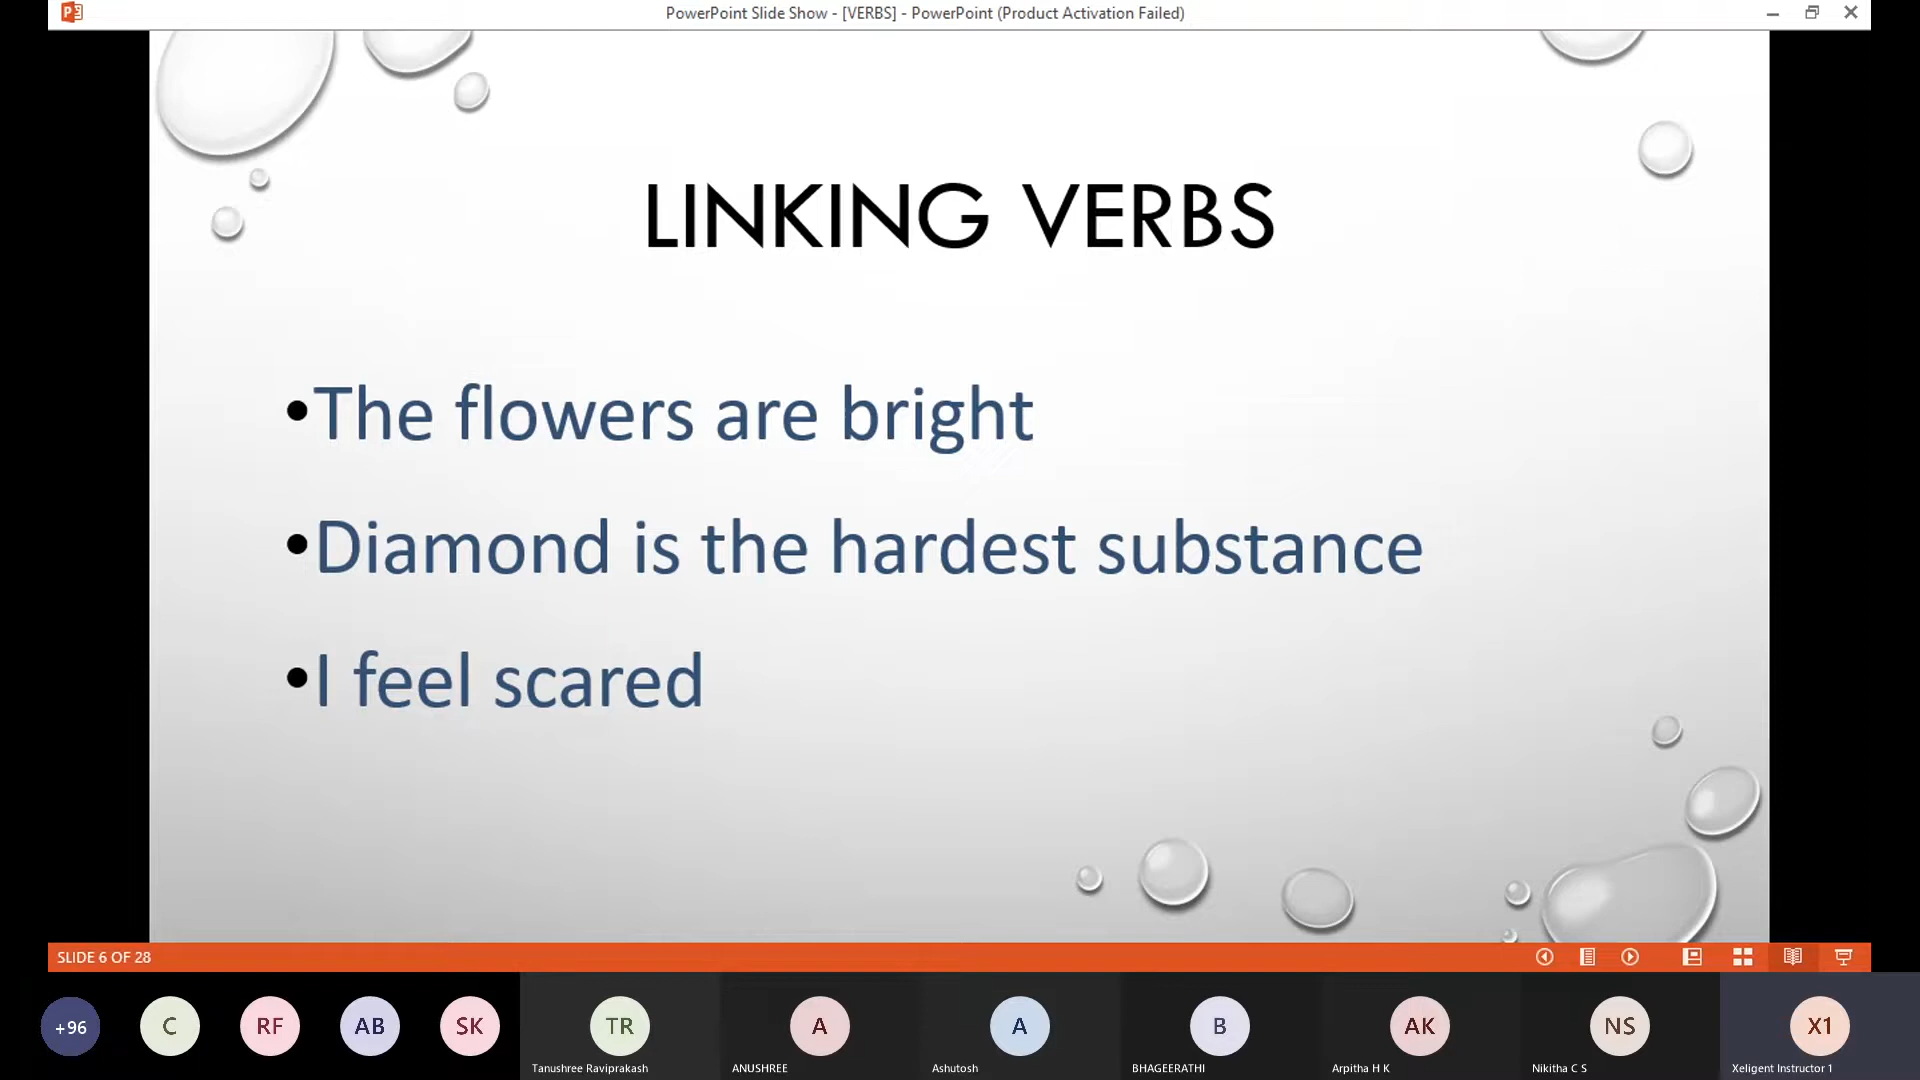 PowerPoint Slide Show - [VERBS] - PowerPoint (Product Activation Failed)
LINKING VERBS
•The flowers are bright
•Diamond is the hardest substance
•I feel scared
SLIDE 6 OF 28
+96 C RF AB SK TR A A B AK NS X1
Tanushree Raviprakash ANUSHREE Ashutosh BHAGEERATHI Arpitha H K Nikitha C S Xeligent Instructor 1